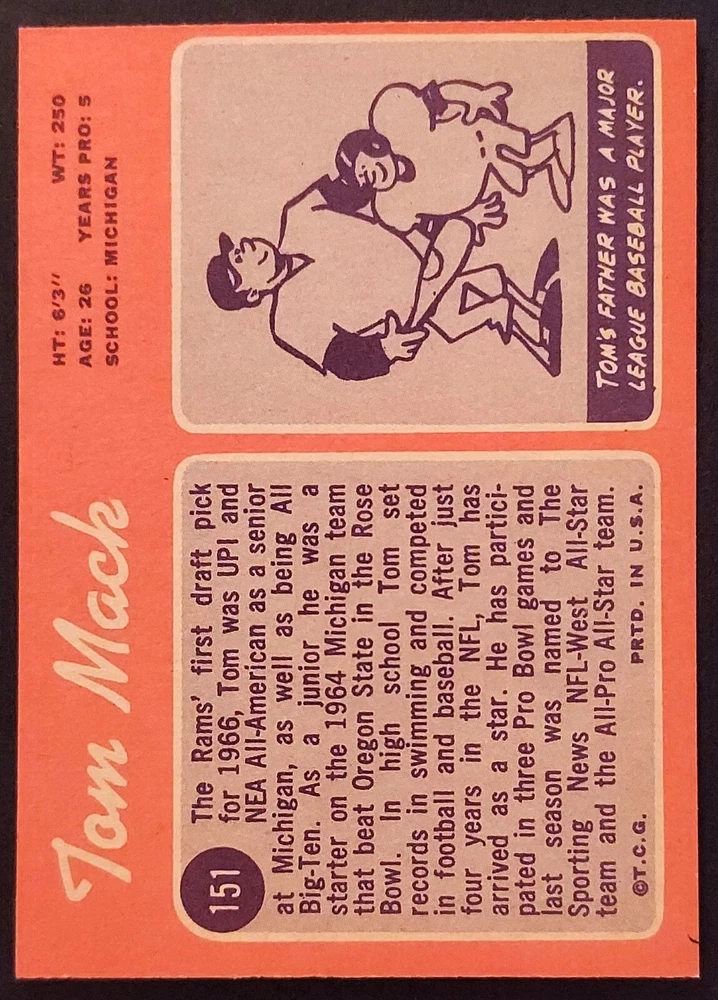 Tom Mack
HT: 6'3" WT: 250
AGE: 26 YEARS PRO: 5
SCHOOL: MICHIGAN
151
The Rams' first draft pick
for 1966, Tom was UPI and
NEA All-American as a senior
at Michigan, as well as being All
Big-Ten. As a junior he was a
starter on the 1964 Michigan team
that beat Oregon State in the Rose
Bowl. In high school Tom set
records in swimming and competed
in football and baseball. After just
four years in the NFL, Tom has
arrived as a star. He has partici-
pated in three Pro Bowl games and
last season was named to The
Sporting News NFL-West All-Star
team and the All-Pro All-Star team.
©T.C.G. PRTD. IN U.S.A.
TOM'S FATHER WAS A MAJOR
LEAGUE BASEBALL PLAYER.